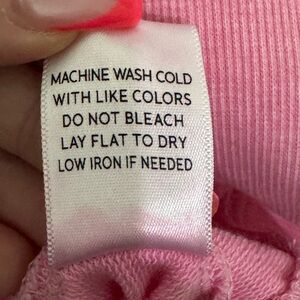 MACHINE WASH COLD
WITH LIKE COLORS
DO NOT BLEACH
LAY FLAT TO DRY
LOW IRON IF NEEDED